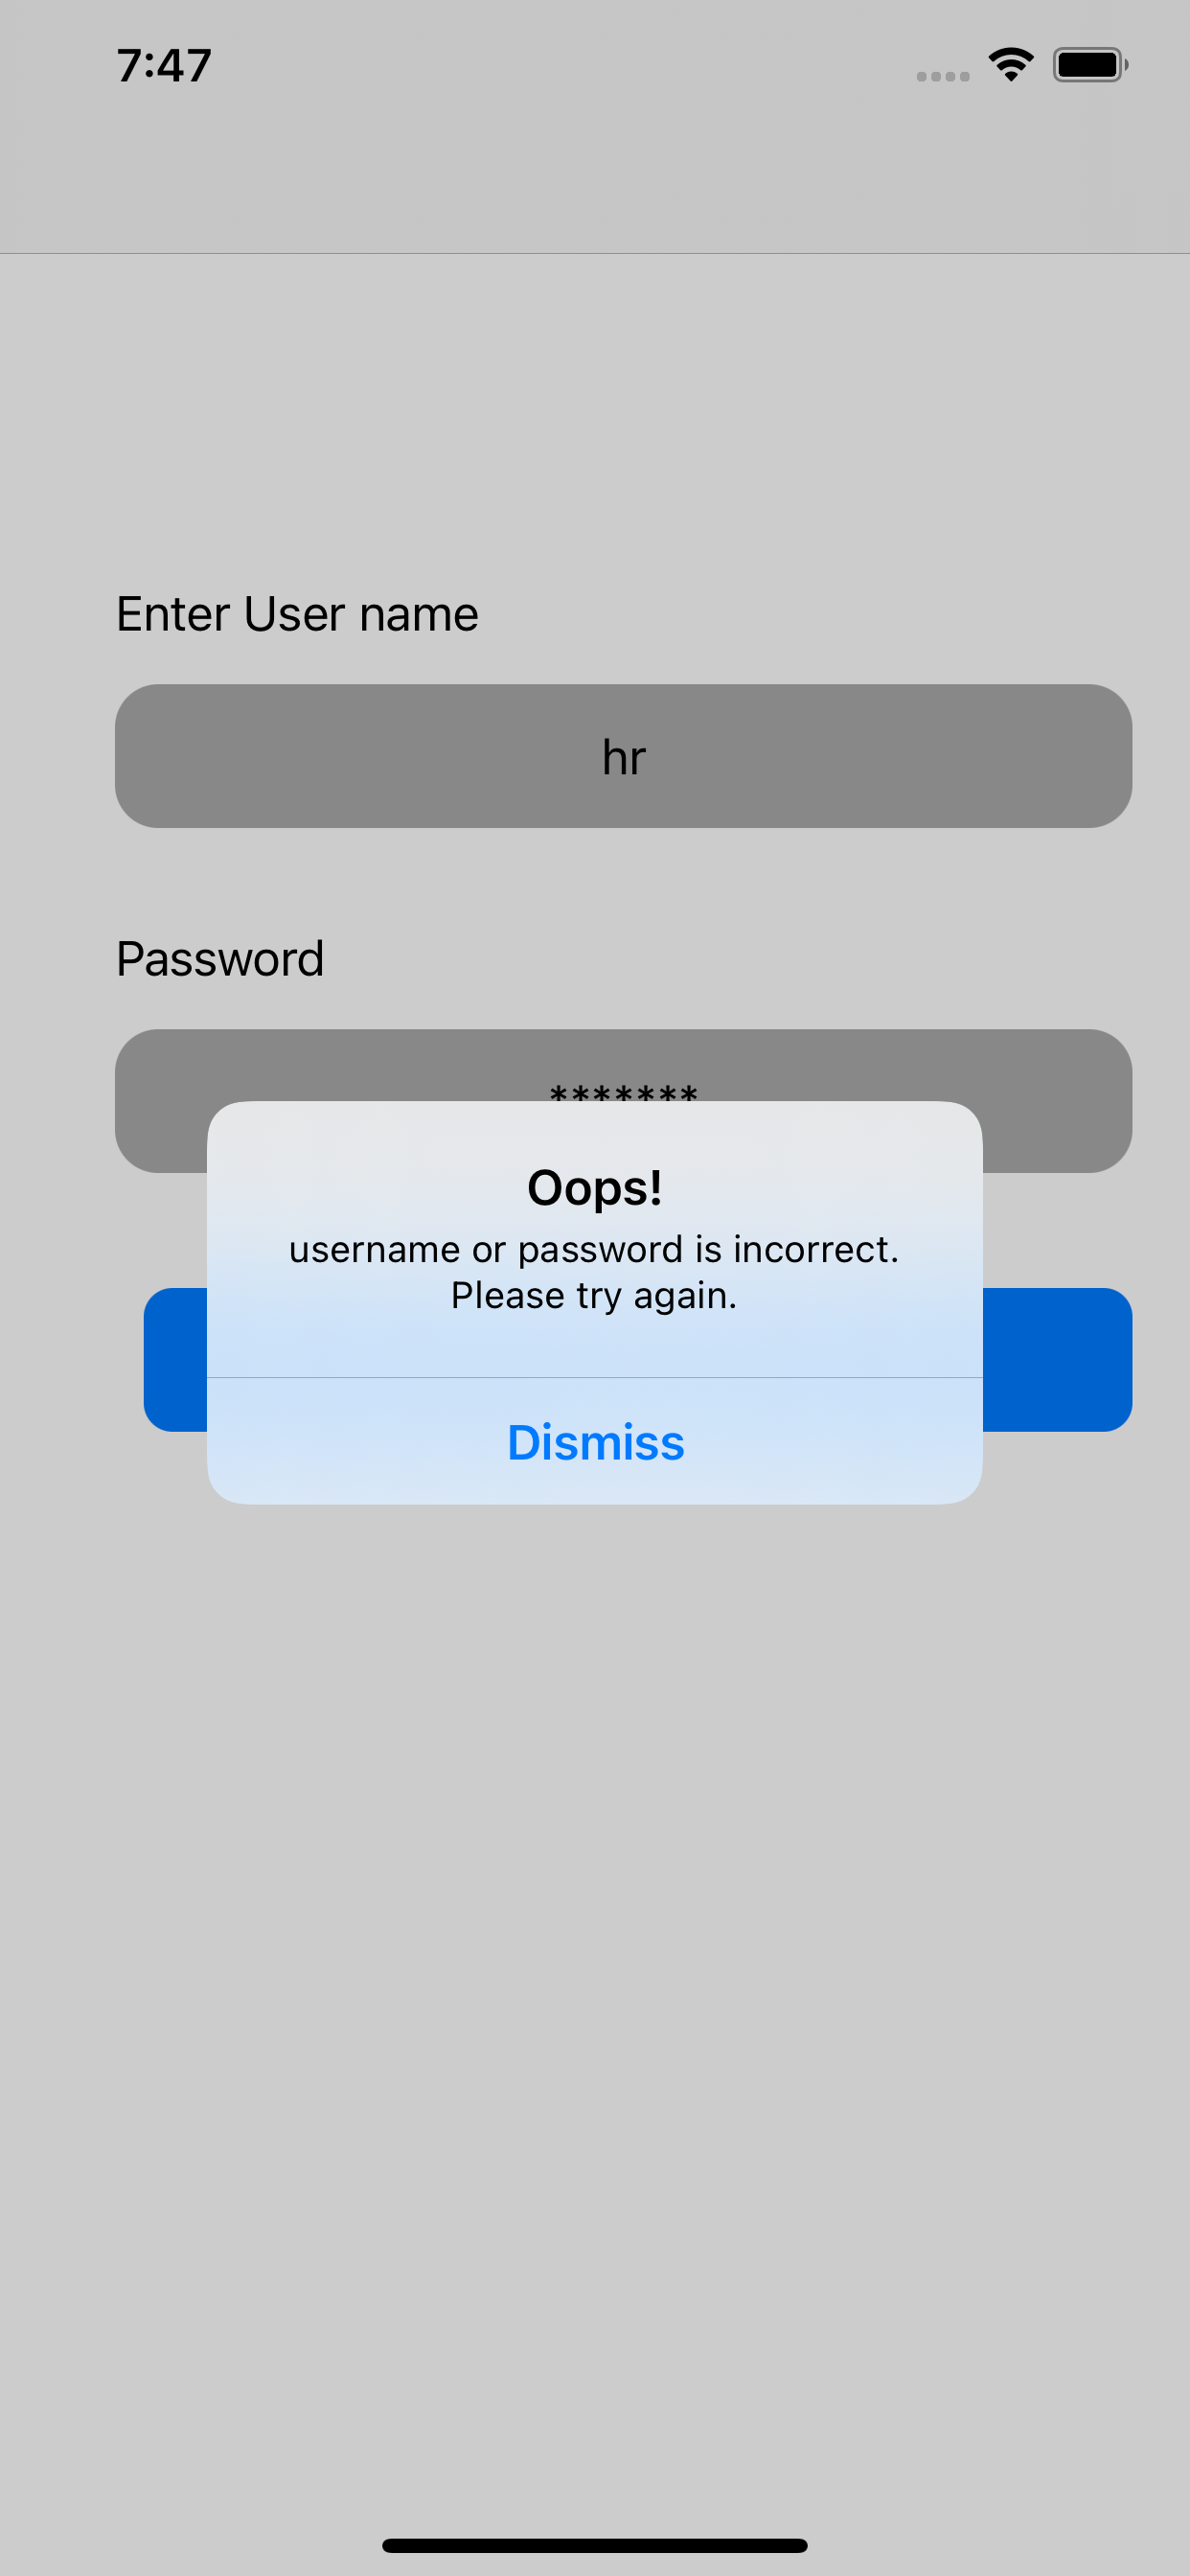 7:47
Enter User name
hr
Password
*******
Oops!
username or password is incorrect.
Please try again.
Dismiss